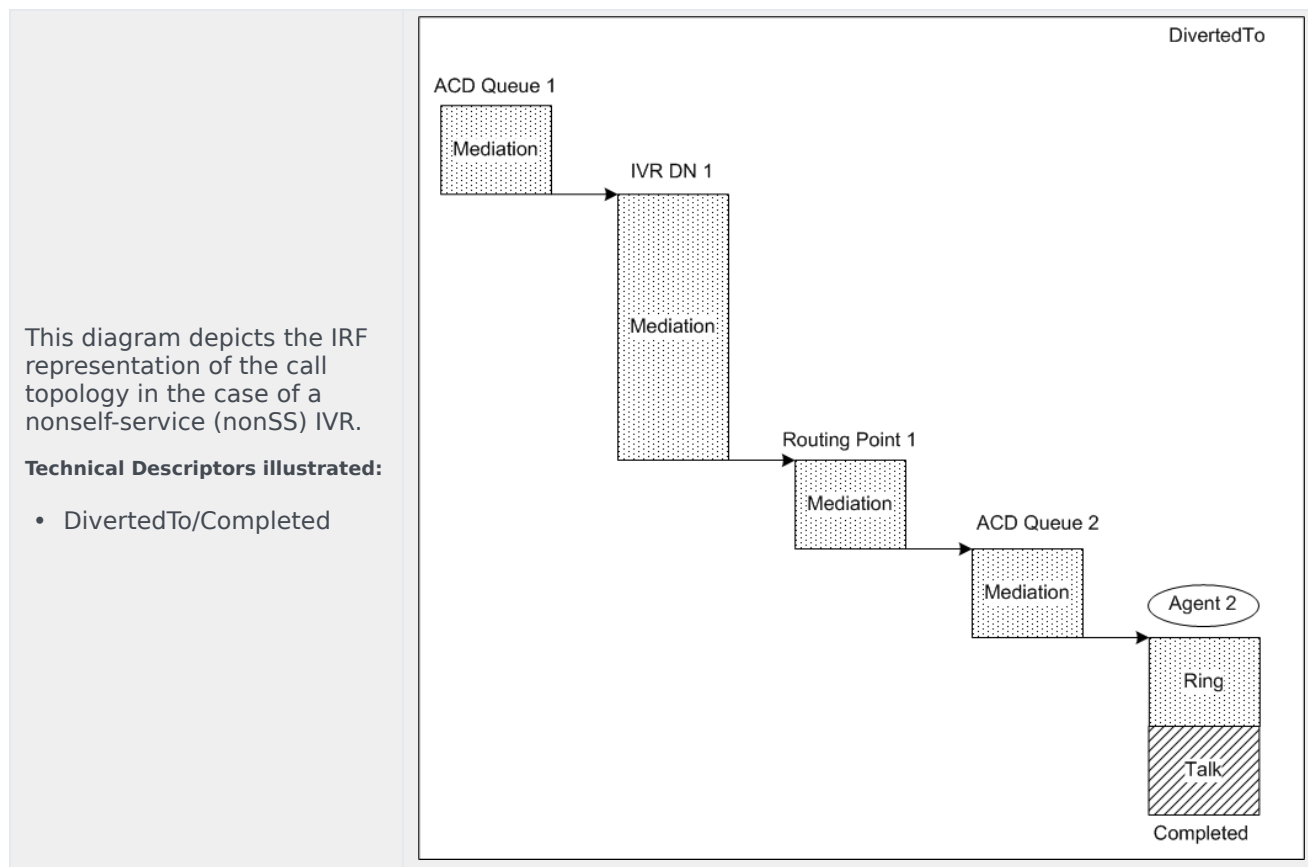 This diagram depicts the IRF
representation of the call
topology in the case of a
nonself-service (nonSS) IVR.
Technical Descriptors illustrated:
• DivertedTo/Completed
DivertedTo
ACD Queue 1
Mediation
IVR DN 1
Mediation
Routing Point 1
Mediation
ACD Queue 2
Mediation
Agent 2
Ring
Talk
Completed